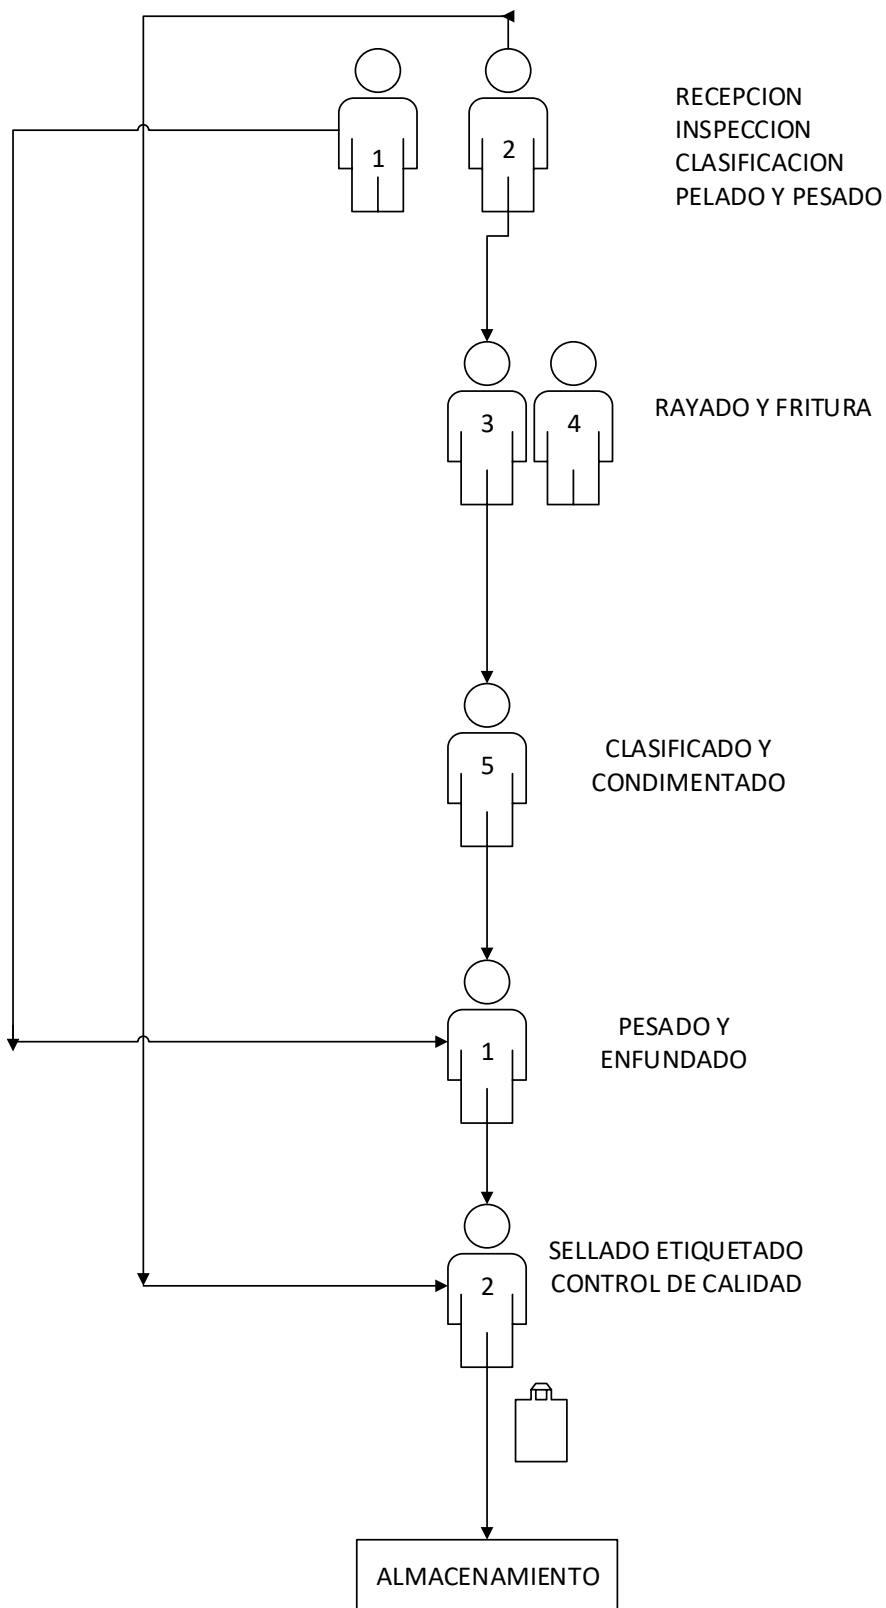 1
2
RECEPCION
INSPECCION
CLASIFICACION
PELADO Y PESADO
3
4
RAYADO Y FRITURA
5
CLASIFICADO Y
CONDIMENTADO
1
PESADO Y
ENFUNDADO
2
SELLADO ETIQUETADO
CONTROL DE CALIDAD
ALMACENAMIENTO